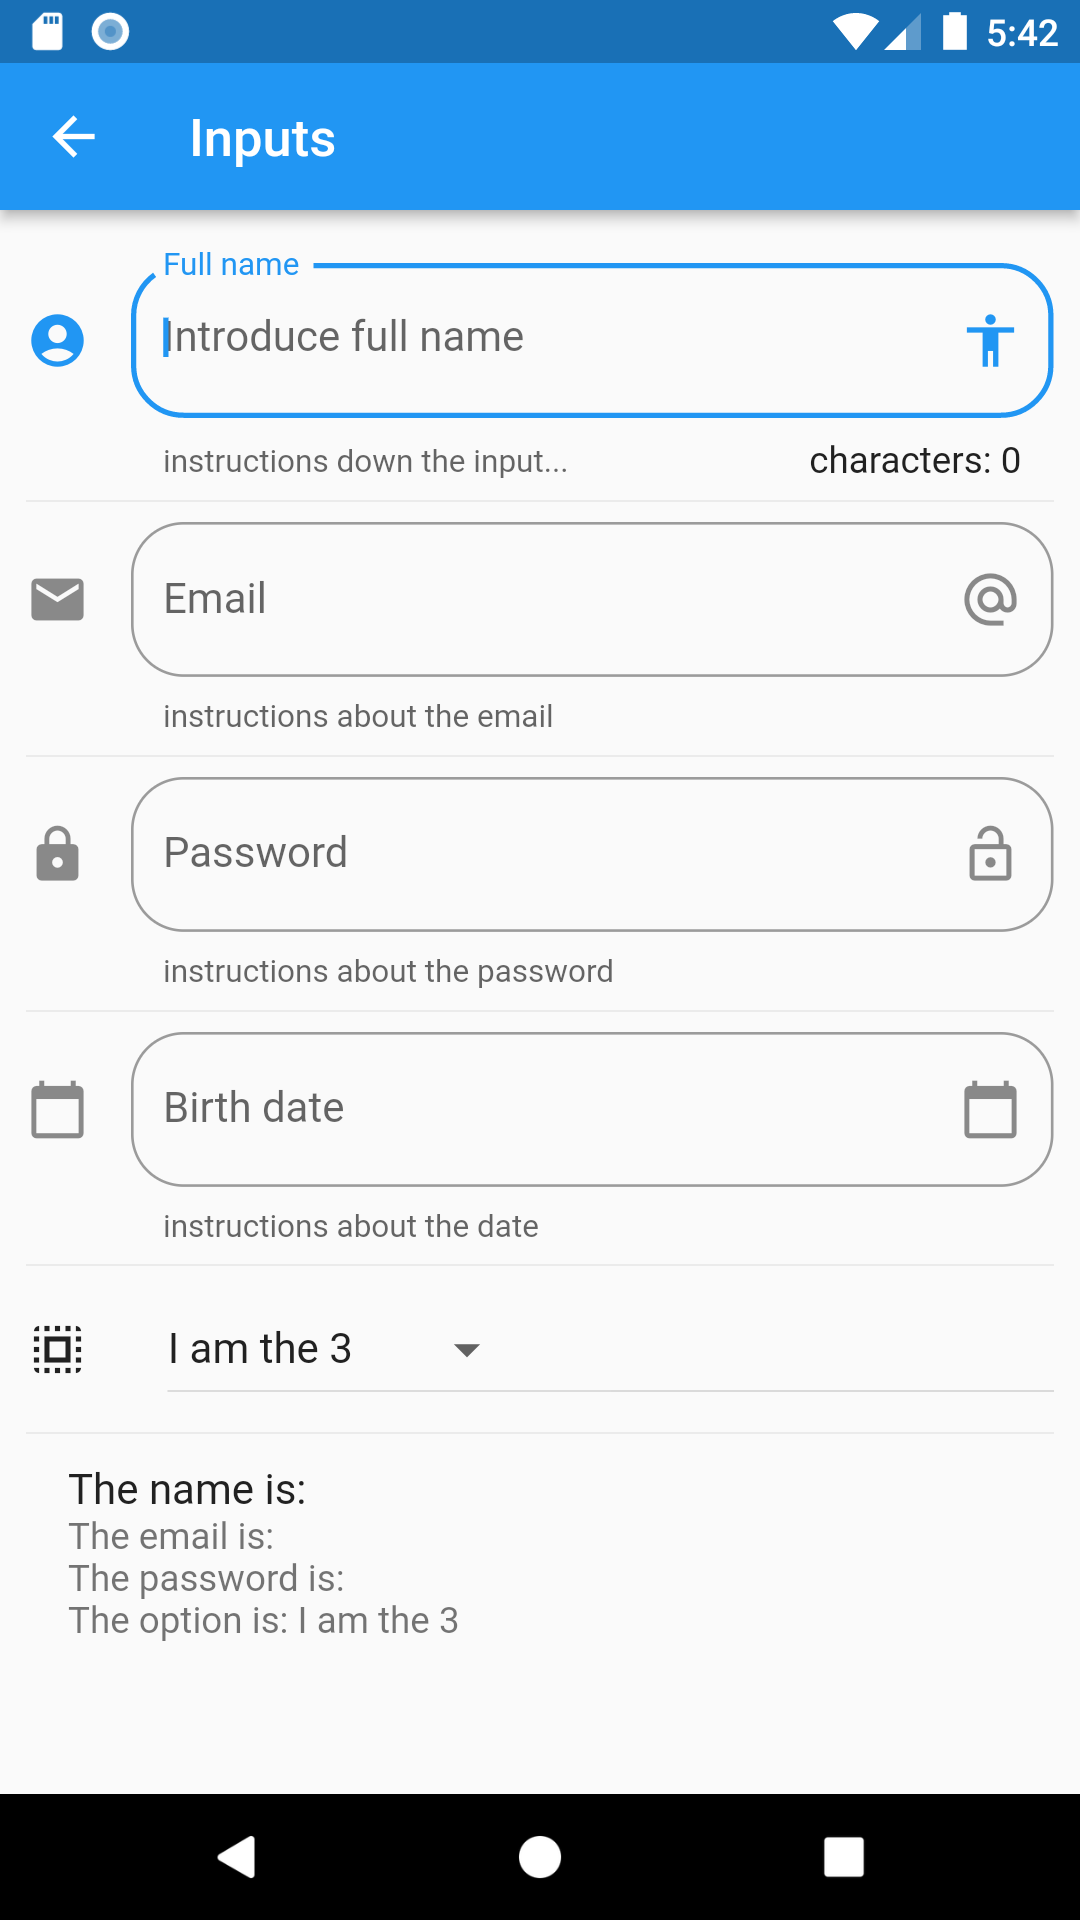 5:42
Inputs
Full name
Introduce full name
instructions down the input...
characters: 0
Email
instructions about the email
Password
instructions about the password
Birth date
instructions about the date
I am the 3
The name is:
The email is:
The password is:
The option is: I am the 3